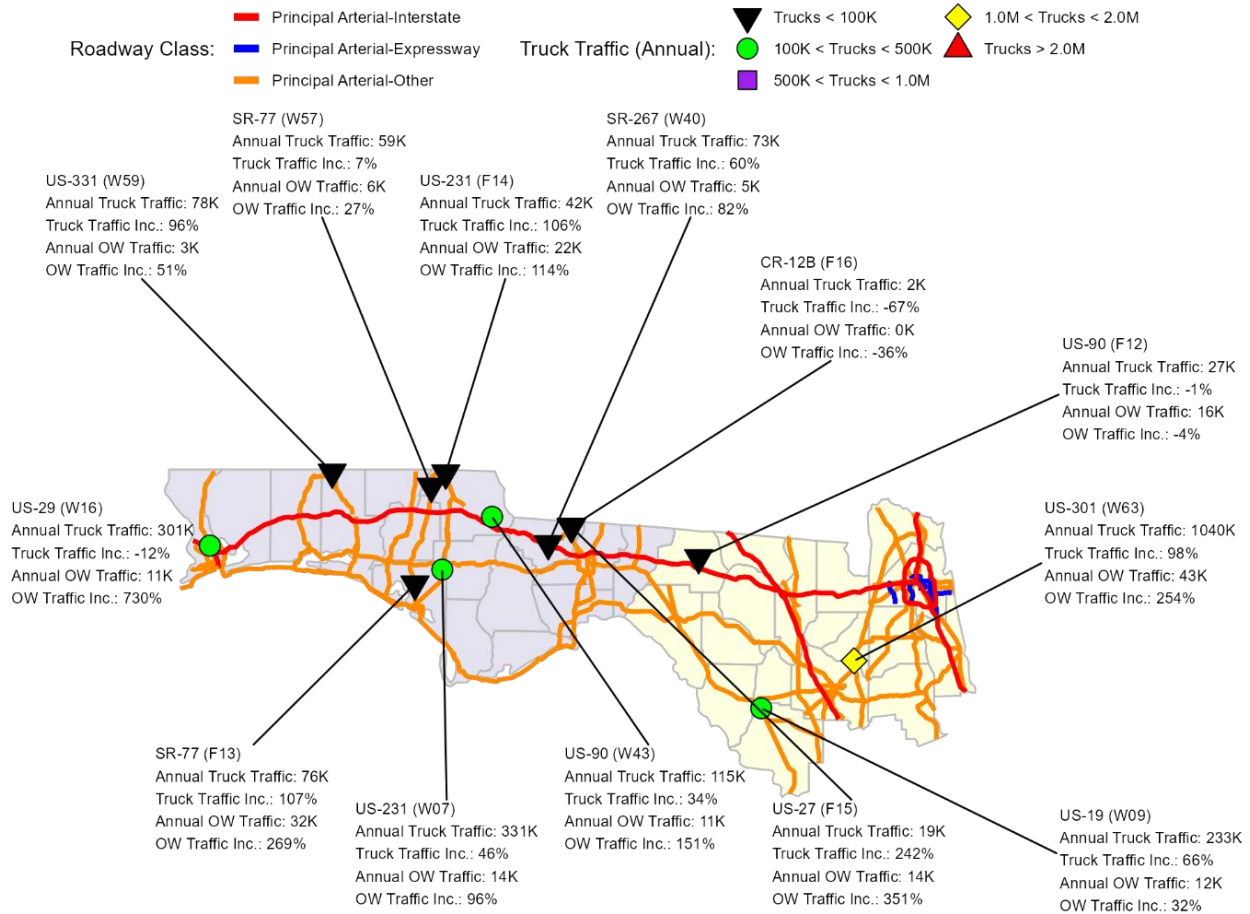 Roadway Class:
Principal Arterial-Interstate
Principal Arterial-Expressway
Principal Arterial-Other
Truck Traffic (Annual):
Trucks < 100K
100K < Trucks < 500K
500K < Trucks < 1.0M
1.0M < Trucks < 2.0M
Trucks > 2.0M
SR-77 (W57)
Annual Truck Traffic: 59K
Truck Traffic Inc.: 7%
Annual OW Traffic: 6K
OW Traffic Inc.: 27%
SR-267 (W40)
Annual Truck Traffic: 73K
Truck Traffic Inc.: 60%
Annual OW Traffic: 5K
OW Traffic Inc.: 82%
US-331 (W59)
Annual Truck Traffic: 78K
Truck Traffic Inc.: 96%
Annual OW Traffic: 3K
OW Traffic Inc.: 51%
US-231 (F14)
Annual Truck Traffic: 42K
Truck Traffic Inc.: 106%
Annual OW Traffic: 22K
OW Traffic Inc.: 114%
CR-12B (F16)
Annual Truck Traffic: 2K
Truck Traffic Inc.: -67%
Annual OW Traffic: 0K
OW Traffic Inc.: -36%
US-90 (F12)
Annual Truck Traffic: 27K
Truck Traffic Inc.: -1%
Annual OW Traffic: 16K
OW Traffic Inc.: -4%
US-29 (W16)
Annual Truck Traffic: 301K
Truck Traffic Inc.: -12%
Annual OW Traffic: 11K
OW Traffic Inc.: 730%
US-301 (W63)
Annual Truck Traffic: 1040K
Truck Traffic Inc.: 98%
Annual OW Traffic: 43K
OW Traffic Inc.: 254%
SR-77 (F13)
Annual Truck Traffic: 76K
Truck Traffic Inc.: 107%
Annual OW Traffic: 32K
OW Traffic Inc.: 269%
US-231 (W07)
Annual Truck Traffic: 331K
Truck Traffic Inc.: 46%
Annual OW Traffic: 14K
OW Traffic Inc.: 96%
US-90 (W43)
Annual Truck Traffic: 115K
Truck Traffic Inc.: 34%
Annual OW Traffic: 11K
OW Traffic Inc.: 151%
US-27 (F15)
Annual Truck Traffic: 19K
Truck Traffic Inc.: 242%
Annual OW Traffic: 14K
OW Traffic Inc.: 351%
US-19 (W09)
Annual Truck Traffic: 233K
Truck Traffic Inc.: 66%
Annual OW Traffic: 12K
OW Traffic Inc.: 32%